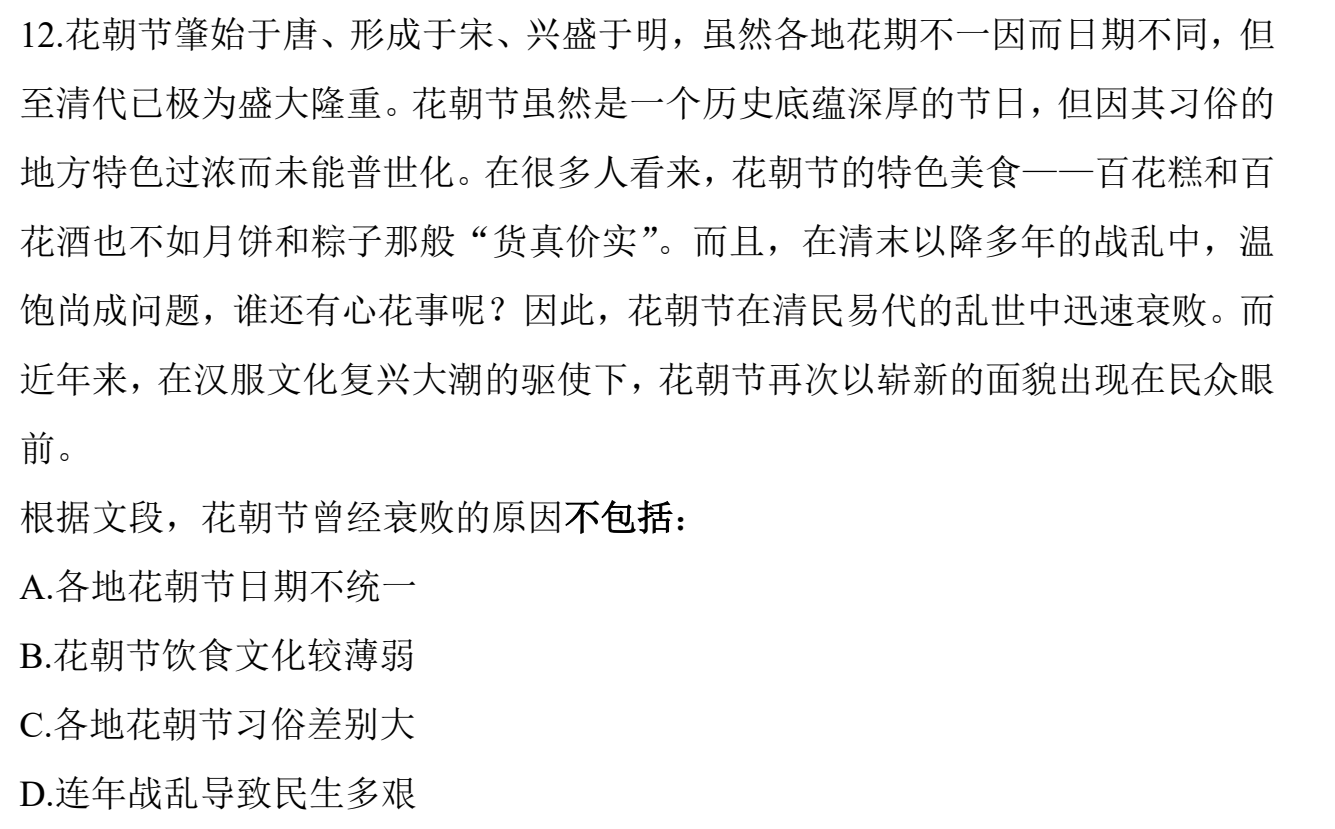 12.花朝节肇始于唐、形成于宋、兴盛于明，虽然各地花期不一因而日期不同，但
至清代已极为盛大隆重。花朝节虽然是一个历史底蕴深厚的节日，但因其习俗的
地方特色过浓而未能普世化。在很多人看来，花朝节的特色美食——百花糕和百
花酒也不如月饼和粽子那般“货真价实”。而且，在清末以降多年的战乱中，温
饱尚成问题，谁还有心花事呢？因此，花朝节在清民易代的乱世中迅速衰败。而
近年来，在汉服文化复兴大潮的驱使下，花朝节再次以崭新的面貌出现在民众眼
前。
根据文段，花朝节曾经衰败的原因不包括：
A.各地花朝节日期不统一
B.花朝节饮食文化较薄弱
C.各地花朝节习俗差别大
D.连年战乱导致民生多艰